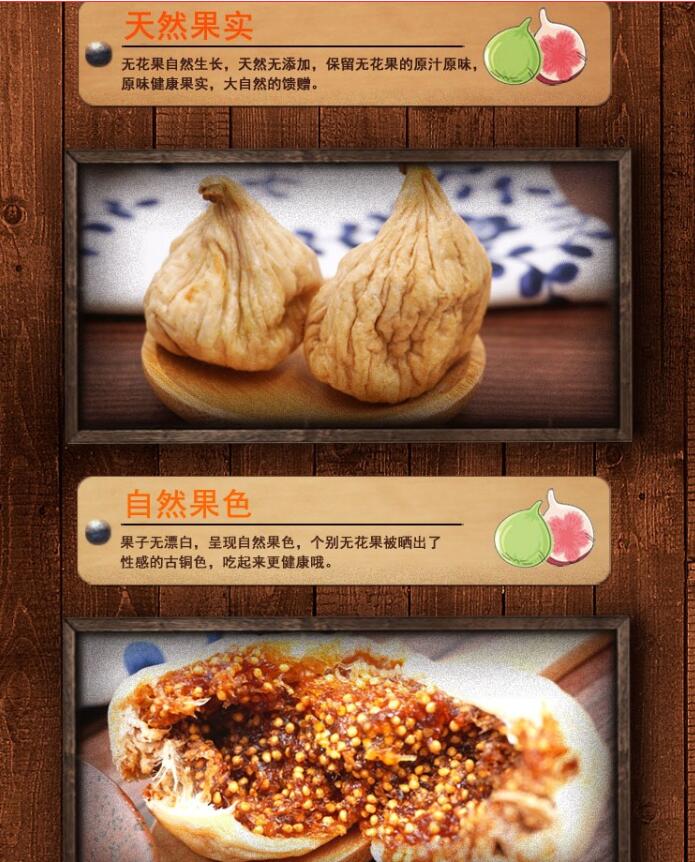 天然果实
无花果自然生长，天然无添加，保留无花果的原汁原味，
原味健康果实，大自然的馈赠。
自然果色
果子无漂白，呈现自然果色，个别无花果被晒出了
性感的古铜色，吃起来更健康哦。